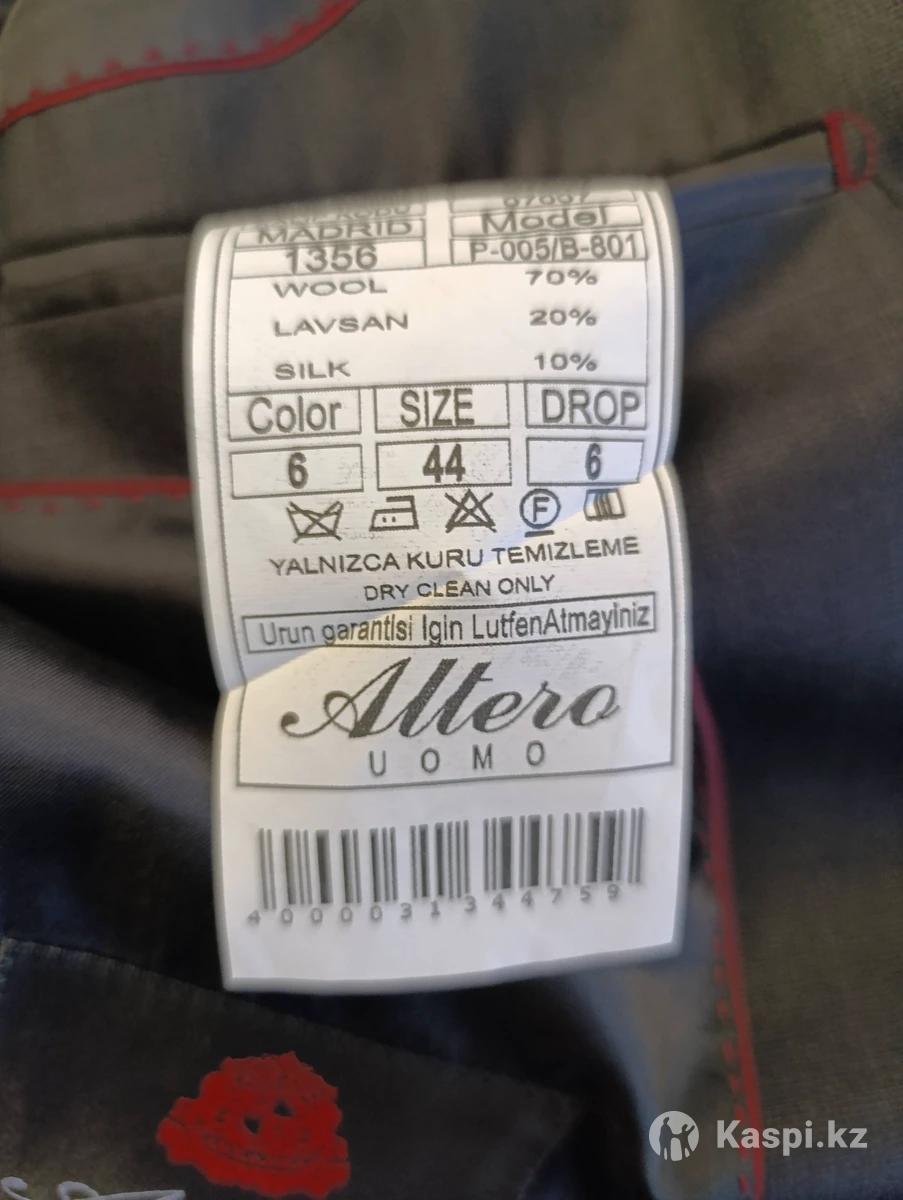 MADRID Model
1356 P-005/B-801
WOOL 70%
LAVSAN 20%
SILK 10%
Color SIZE DROP
6 44 6
F
YALNIZCA KURU TEMIZLEME
DRY CLEAN ONLY
Urun garantisi Igin LutfenAtmayiniz
Altero
UOMO
4000031344759
Kaspi.kz